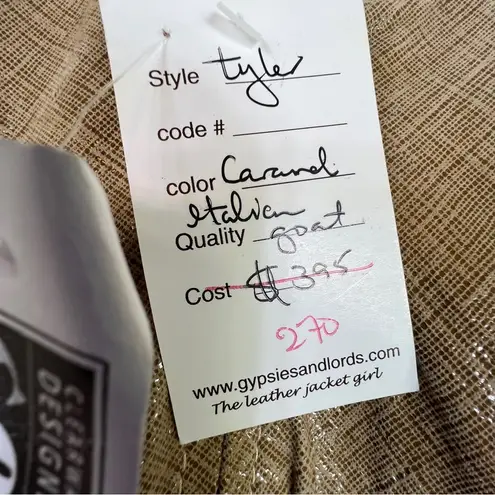 Style tyler
code #
color Caramel
Italian
Quality goat
Cost $395
270
www.gypsiesandlords.com
The leather jacket girl
DESIGN